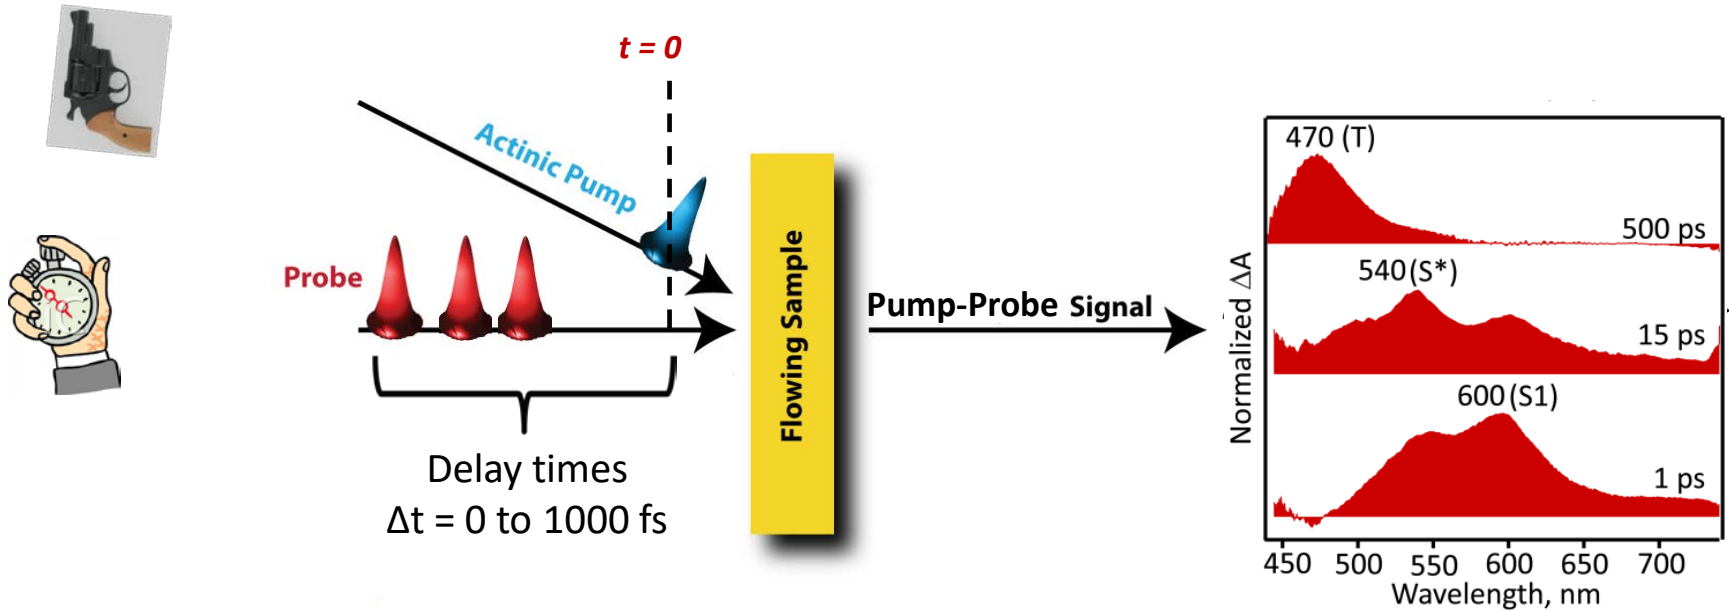 t = 0
Actinic Pump
Probe
Delay times
Δt = 0 to 1000 fs
Flowing Sample
Pump-Probe Signal
Normalized ΔA
470 (T)
500 ps
540 (S*)
15 ps
600 (S1)
1 ps
450 500 550 600 650 700
Wavelength, nm